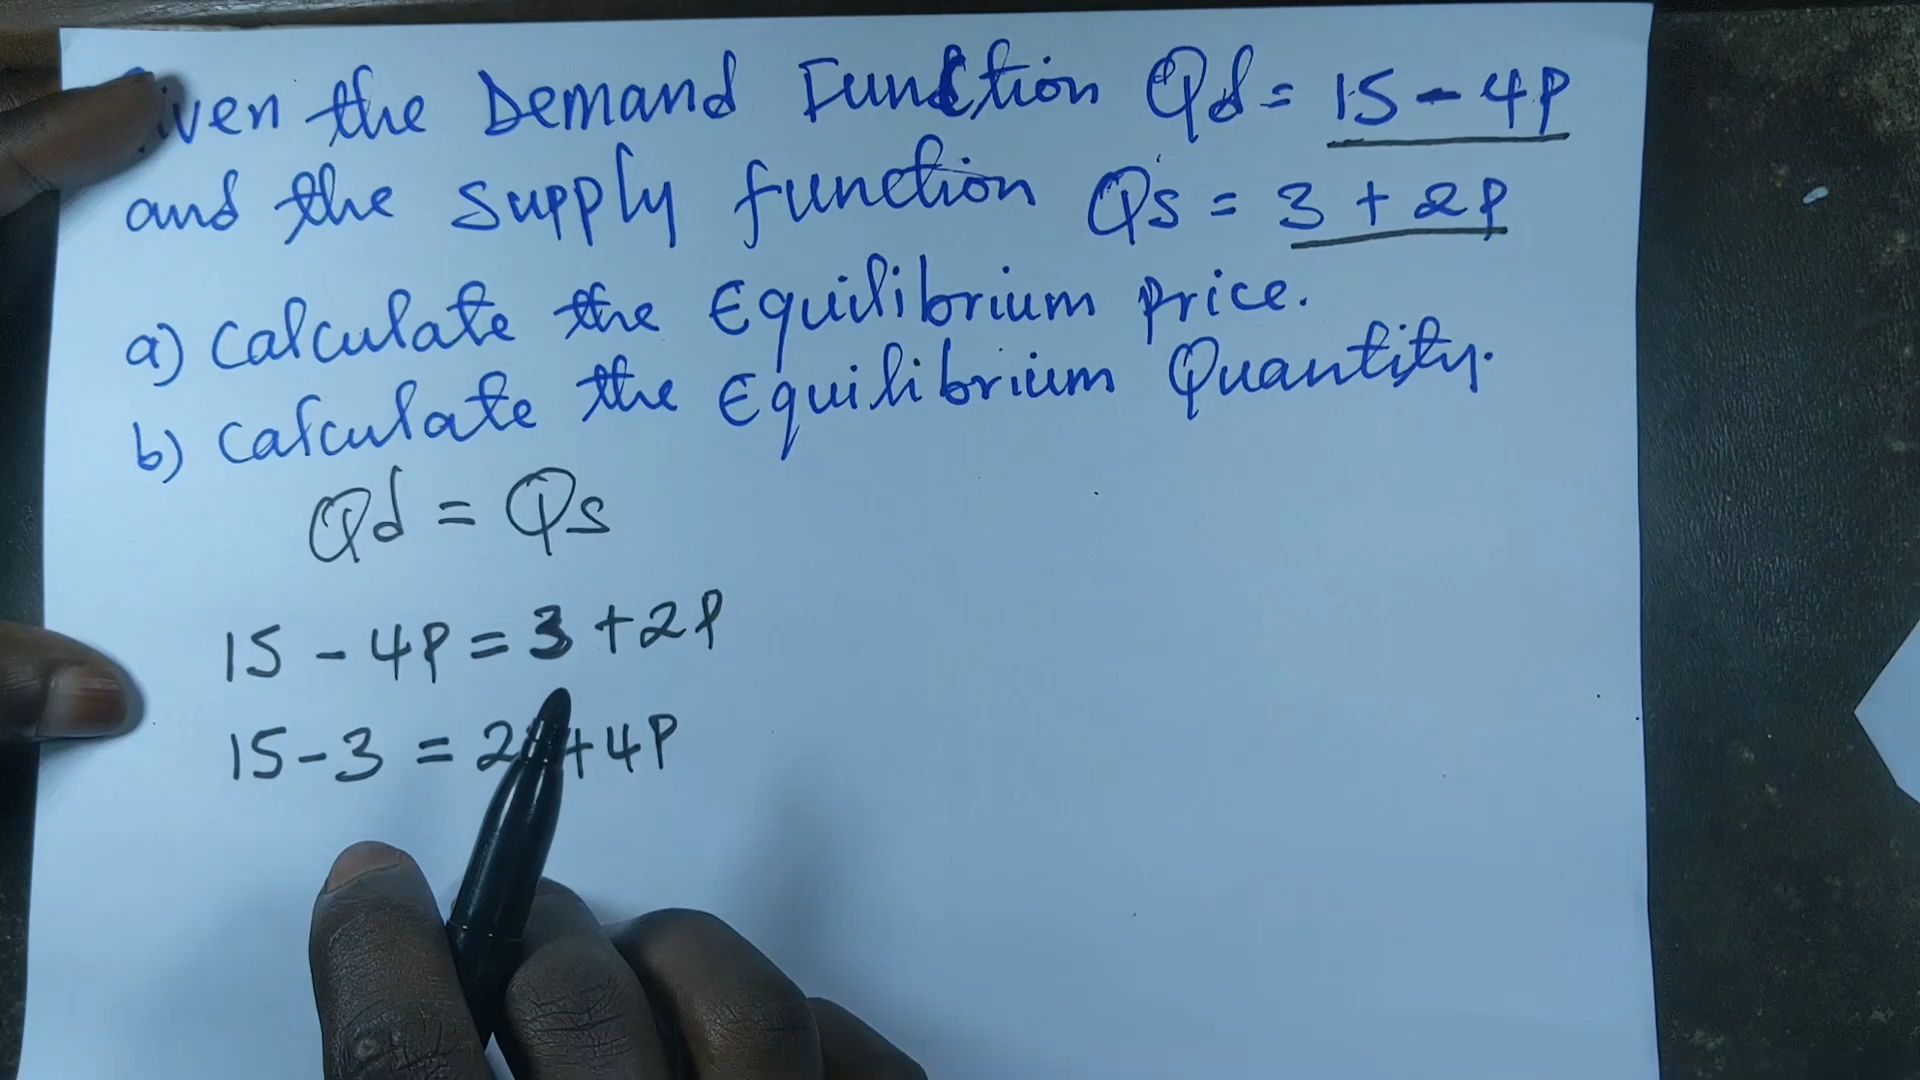 the Demand Function Qd = 15 - 4P
and the supply function Qs = 3 + 2P
a) Calculate the Equilibrium price.
b) Calculate the Equilibrium Quantity.
Qd = Qs
15 - 4P = 3 + 2P
15 - 3 = 2 + 4P